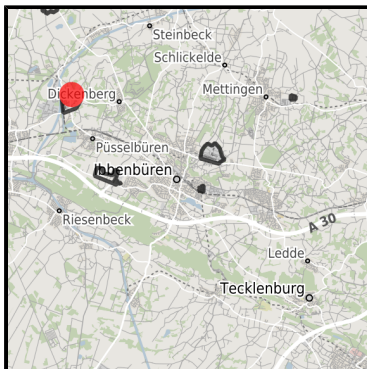 Steinbeck
Schlickelde
Dickenberg
Mettingen
Püsselbüren
Ibbenbüren
Riesenbeck
A 30
Ledde
Tecklenburg